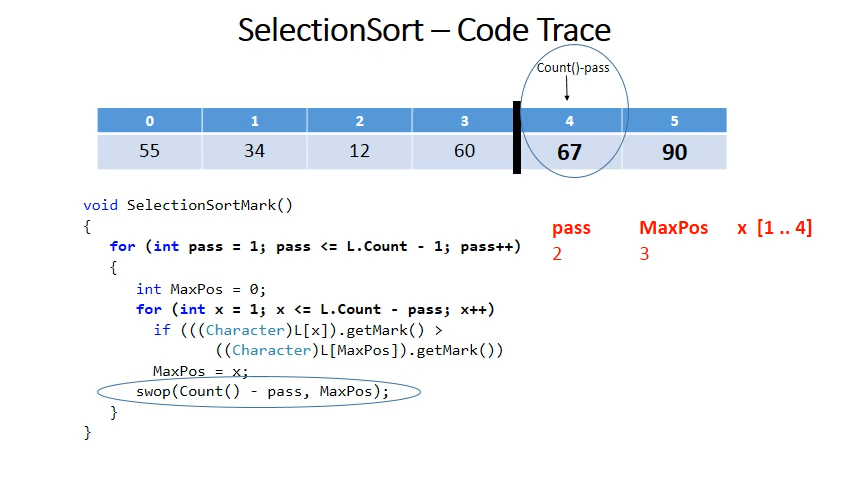 SelectionSort – Code Trace
Count()-pass
0 1 2 3 4 5
55 34 12 60 67 90
void SelectionSortMark()
{
for (int pass = 1; pass <= L.Count - 1; pass++)
{
int MaxPos = 0;
for (int x = 1; x <= L.Count - pass; x++)
if (((Character)L[x]).getMark() >
((Character)L[MaxPos]).getMark())
MaxPos = x;
swop(Count() - pass, MaxPos);
}
}
pass MaxPos x [1 .. 4]
2 3